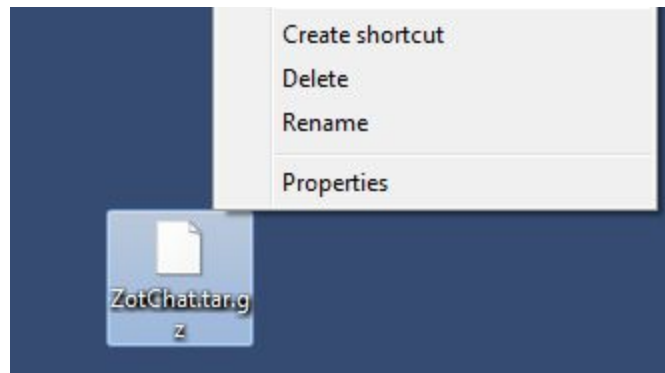 Create shortcut
Delete
Rename
Properties
ZotChat.tar.g
z